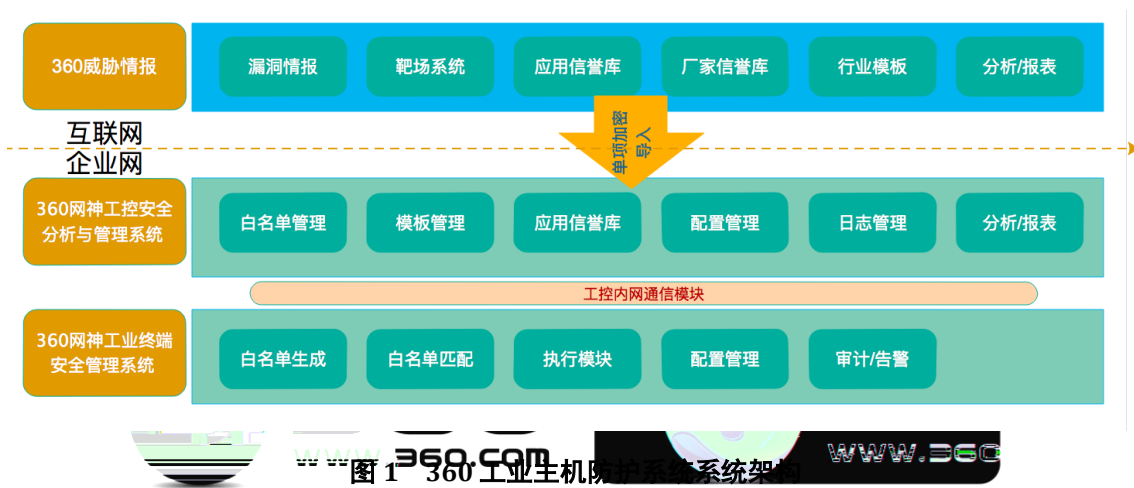 360威胁情报
漏洞情报
靶场系统
应用信誉库
厂家信誉库
行业模板
分析/报表
单项加密
导入
互联网
企业网
360网神工控安全
分析与管理系统
白名单管理
模板管理
应用信誉库
配置管理
日志管理
分析/报表
工控内网通信模块
360网神工业终端
安全管理系统
白名单生成
白名单匹配
执行模块
配置管理
审计/告警
www.360.com
www.360
图 1 360 工业主机防护系统系统架构